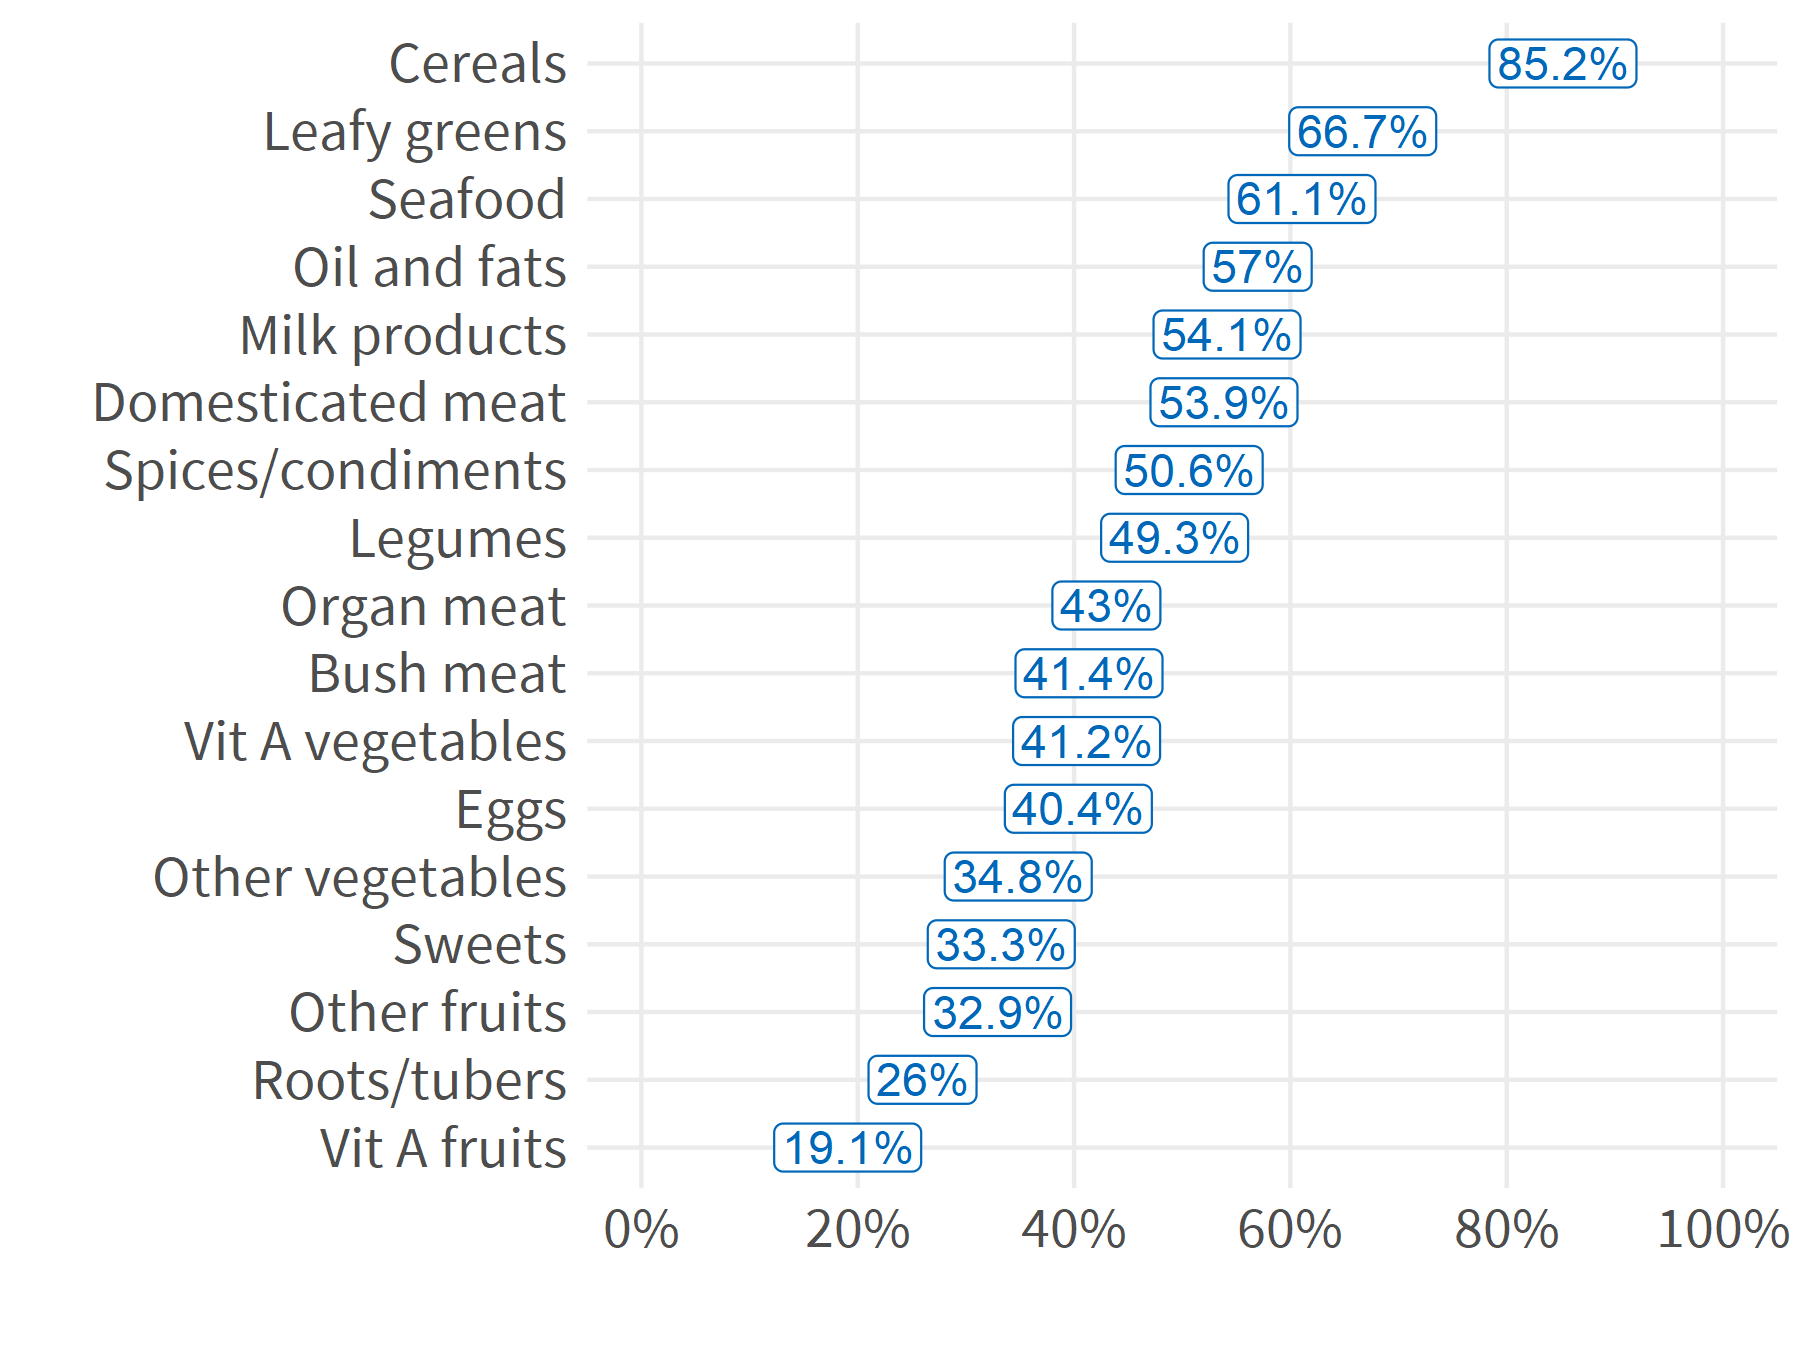 Cereals 85.2%
Leafy greens 66.7%
Seafood 61.1%
Oil and fats 57%
Milk products 54.1%
Domesticated meat 53.9%
Spices/condiments 50.6%
Legumes 49.3%
Organ meat 43%
Bush meat 41.4%
Vit A vegetables 41.2%
Eggs 40.4%
Other vegetables 34.8%
Sweets 33.3%
Other fruits 32.9%
Roots/tubers 26%
Vit A fruits 19.1%
0% 20% 40% 60% 80% 100%